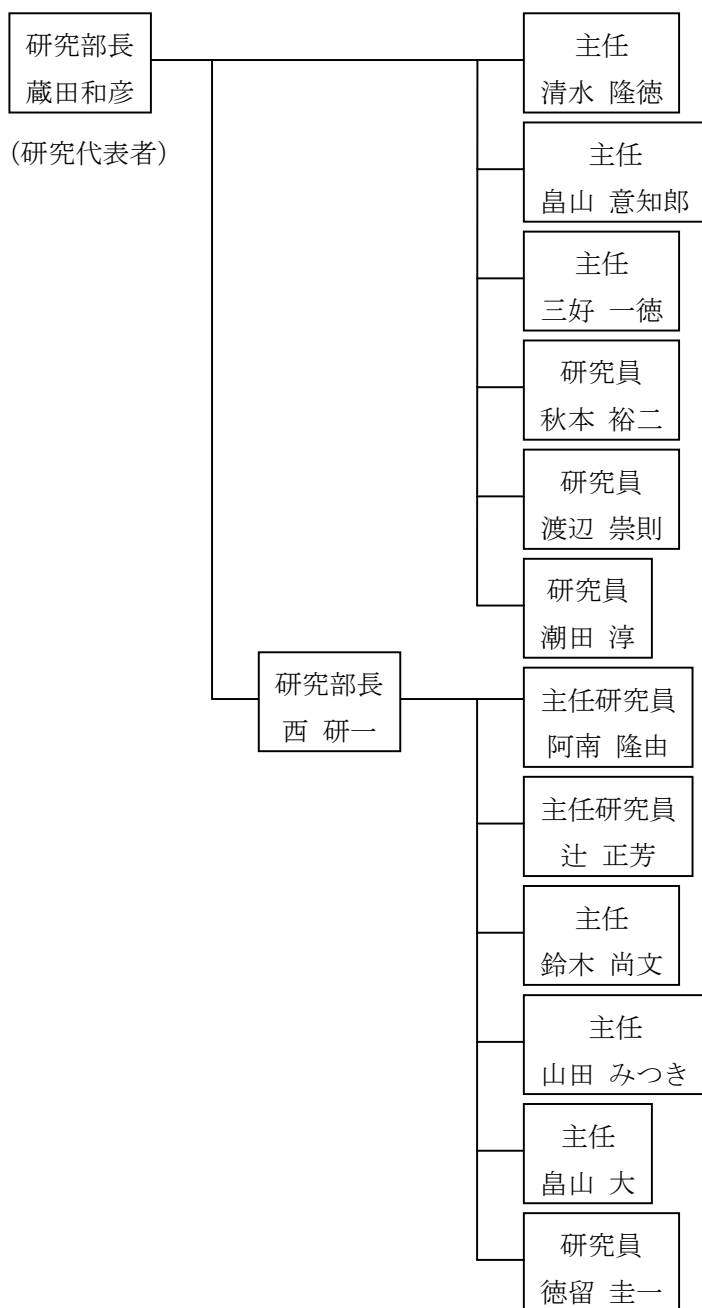 研究部長
蔵田和彦
(研究代表者)
主任
清水 隆徳
主任
畠山 意知郎
主任
三好 一徳
研究員
秋本 裕二
研究員
渡辺 崇則
研究員
潮田 淳
研究部長
西 研一
主任研究員
阿南 隆由
主任研究員
辻 正芳
主任
鈴木 尚文
主任
山田 みつき
主任
畠山 大
研究員
徳留 圭一